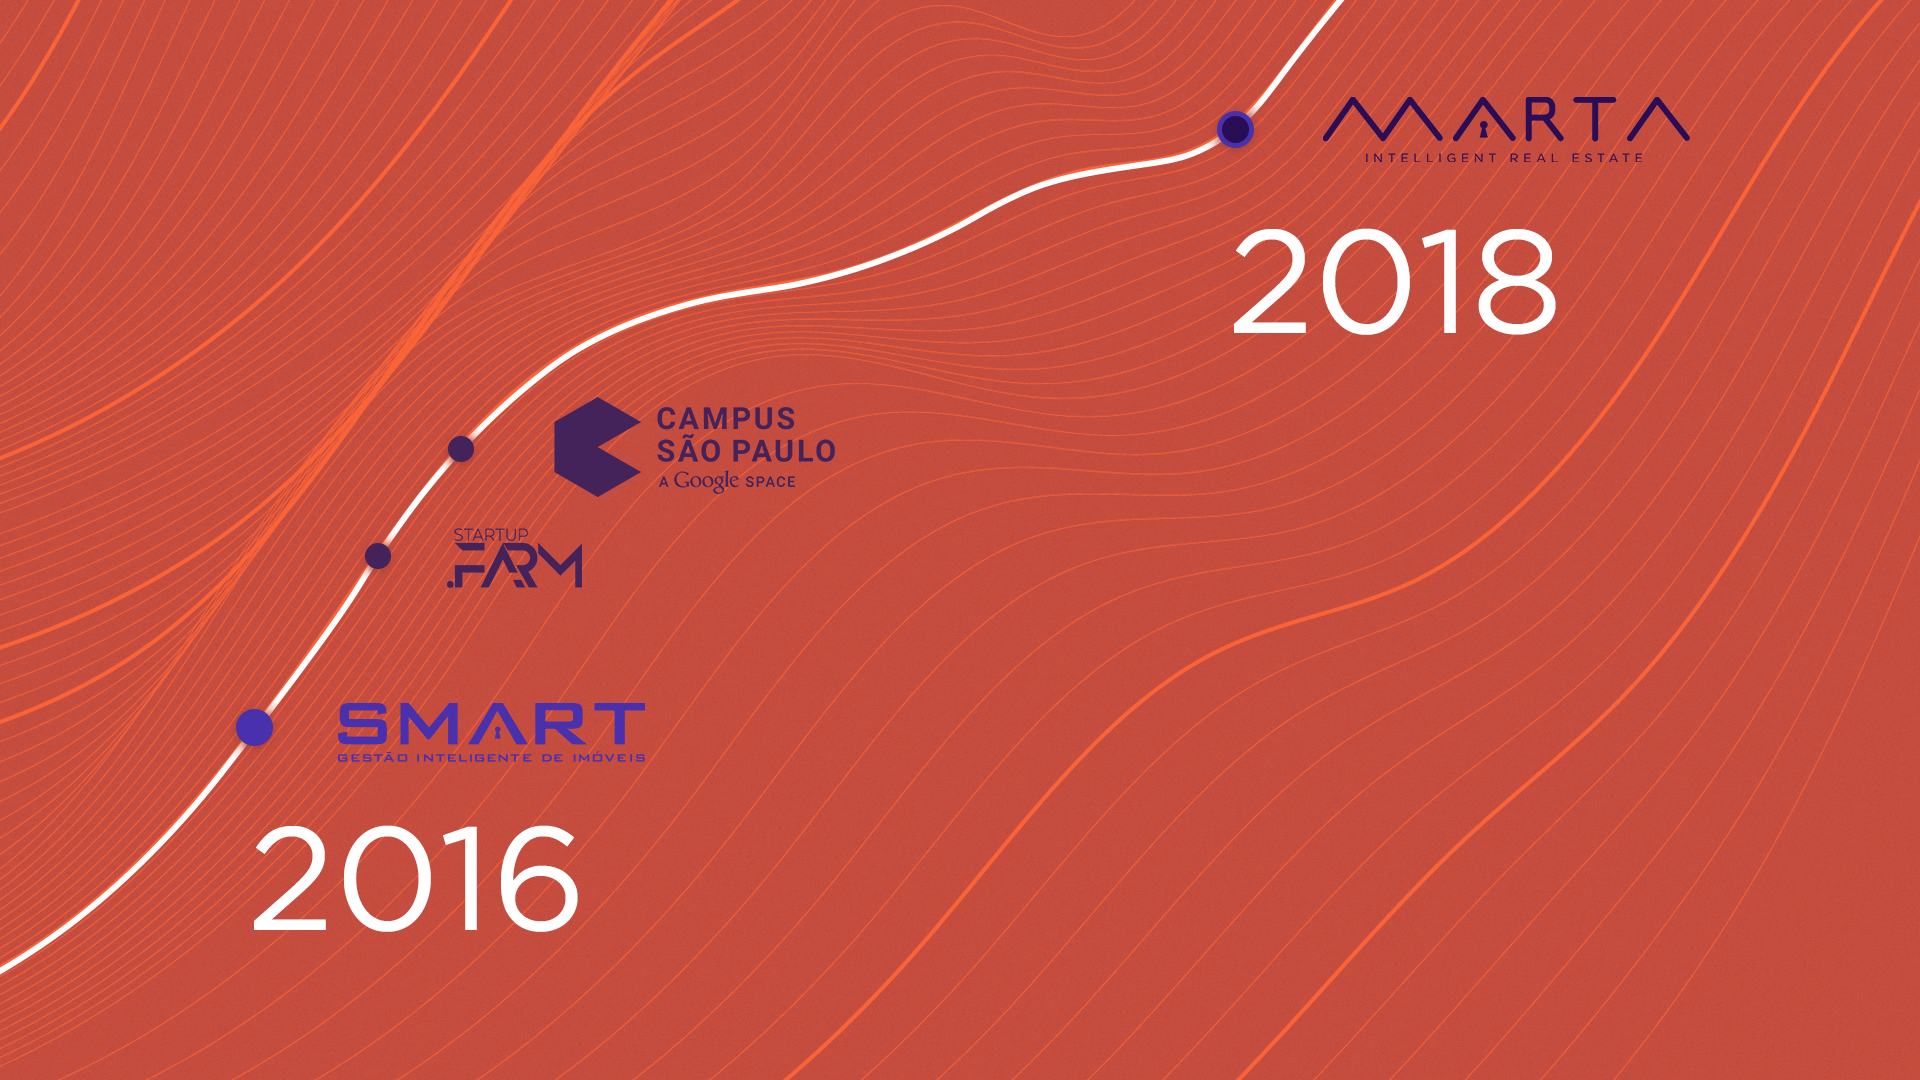 MARTA
INTELLIGENT REAL ESTATE
2018
CAMPUS
SÃO PAULO
A Google SPACE
STARTUP
.FARM
SMART
GESTÃO INTELIGENTE DE IMÓVEIS
2016